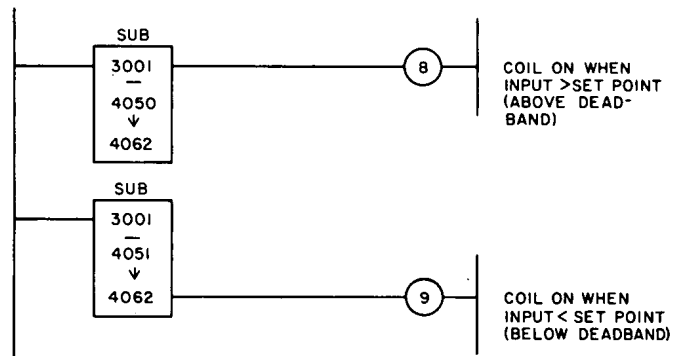 SUB
3001
—
4050
↓
4062
8
COIL ON WHEN
INPUT >SET POINT
(ABOVE DEAD-
BAND)
SUB
3001
—
4051
↓
4062
9
COIL ON WHEN
INPUT < SET POINT
(BELOW DEADBAND)